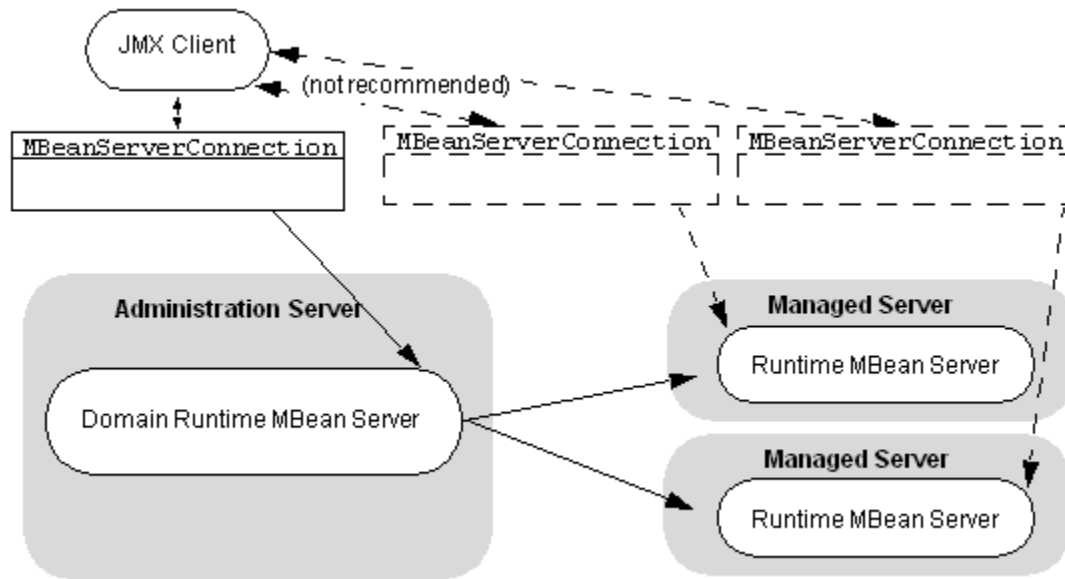 JMX Client
(not recommended)
MBeanServerConnection
MBeanServerConnection
MBeanServerConnection
Administration Server
Managed Server
Runtime MBean Server
Domain Runtime MBean Server
Managed Server
Runtime MBean Server